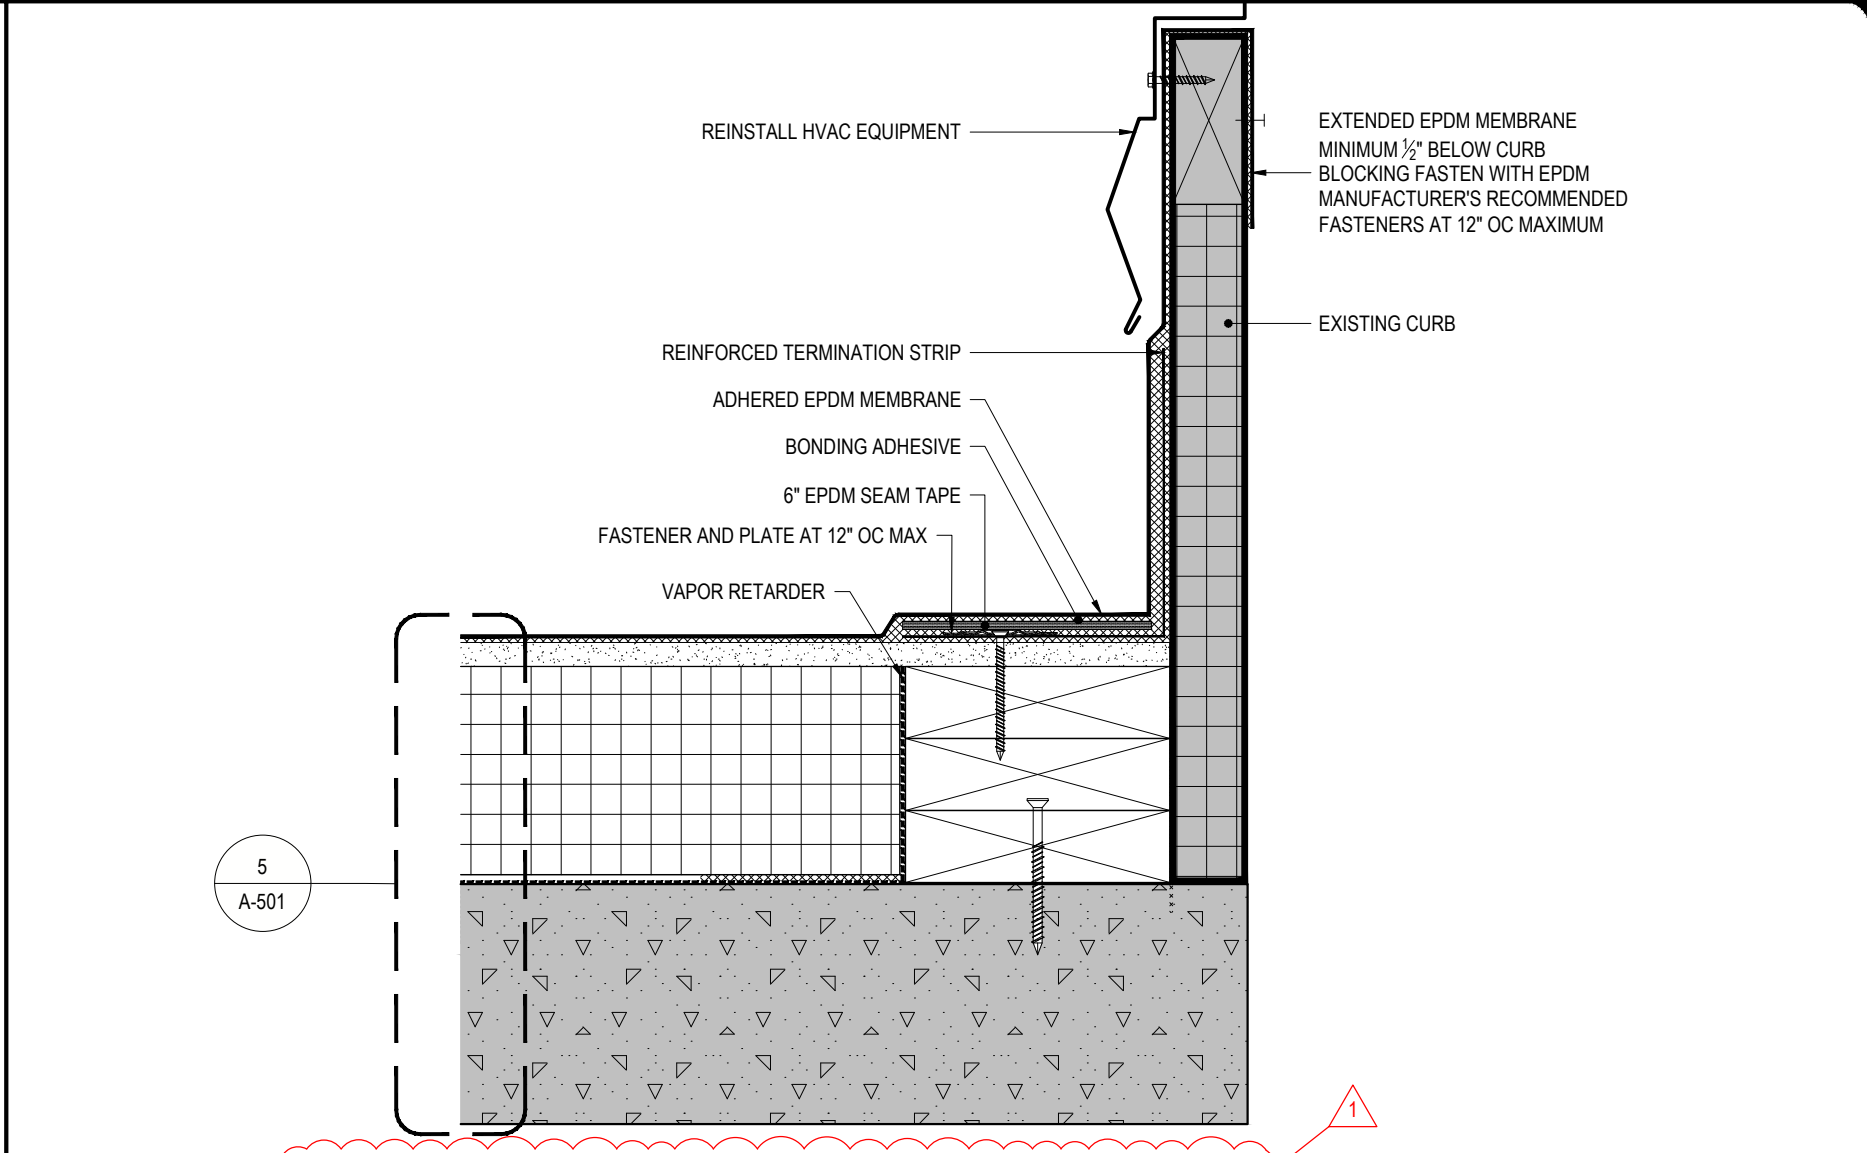 REINSTALL HVAC EQUIPMENT
EXTENDED EPDM MEMBRANE
MINIMUM ½" BELOW CURB
BLOCKING FASTEN WITH EPDM
MANUFACTURER'S RECOMMENDED
FASTENERS AT 12" OC MAXIMUM
EXISTING CURB
REINFORCED TERMINATION STRIP
ADHERED EPDM MEMBRANE
BONDING ADHESIVE
6" EPDM SEAM TAPE
FASTENER AND PLATE AT 12" OC MAX
VAPOR RETARDER
5
A-501
1